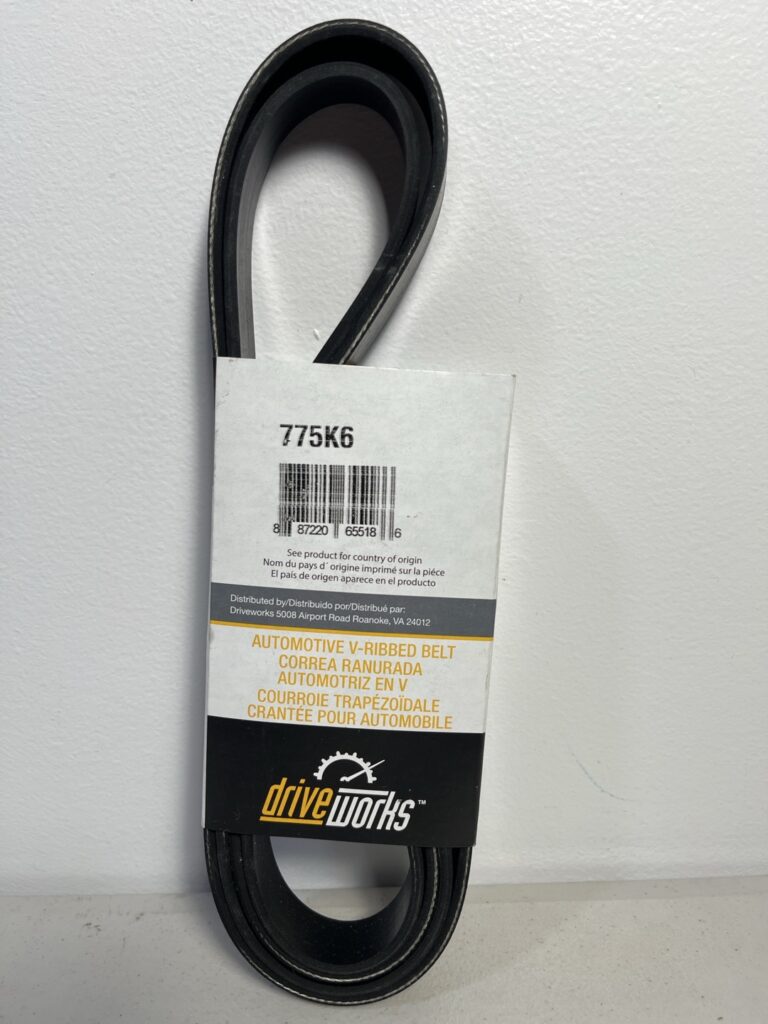 775K6
8 87220 65518 6
See product for country of origin
Nom du pays d´ origine imprimé sur la piéce
El país de origen aparece en el producto
Distributed by/Distribuido por/Distribué par:
Driveworks 5008 Airport Road Roanoke, VA 24012
AUTOMOTIVE V-RIBBED BELT
CORREA RANURADA
AUTOMOTRIZ EN V
COURROIE TRAPÉZOÏDALE
CRANTÉE POUR AUTOMOBILE
driveworks™